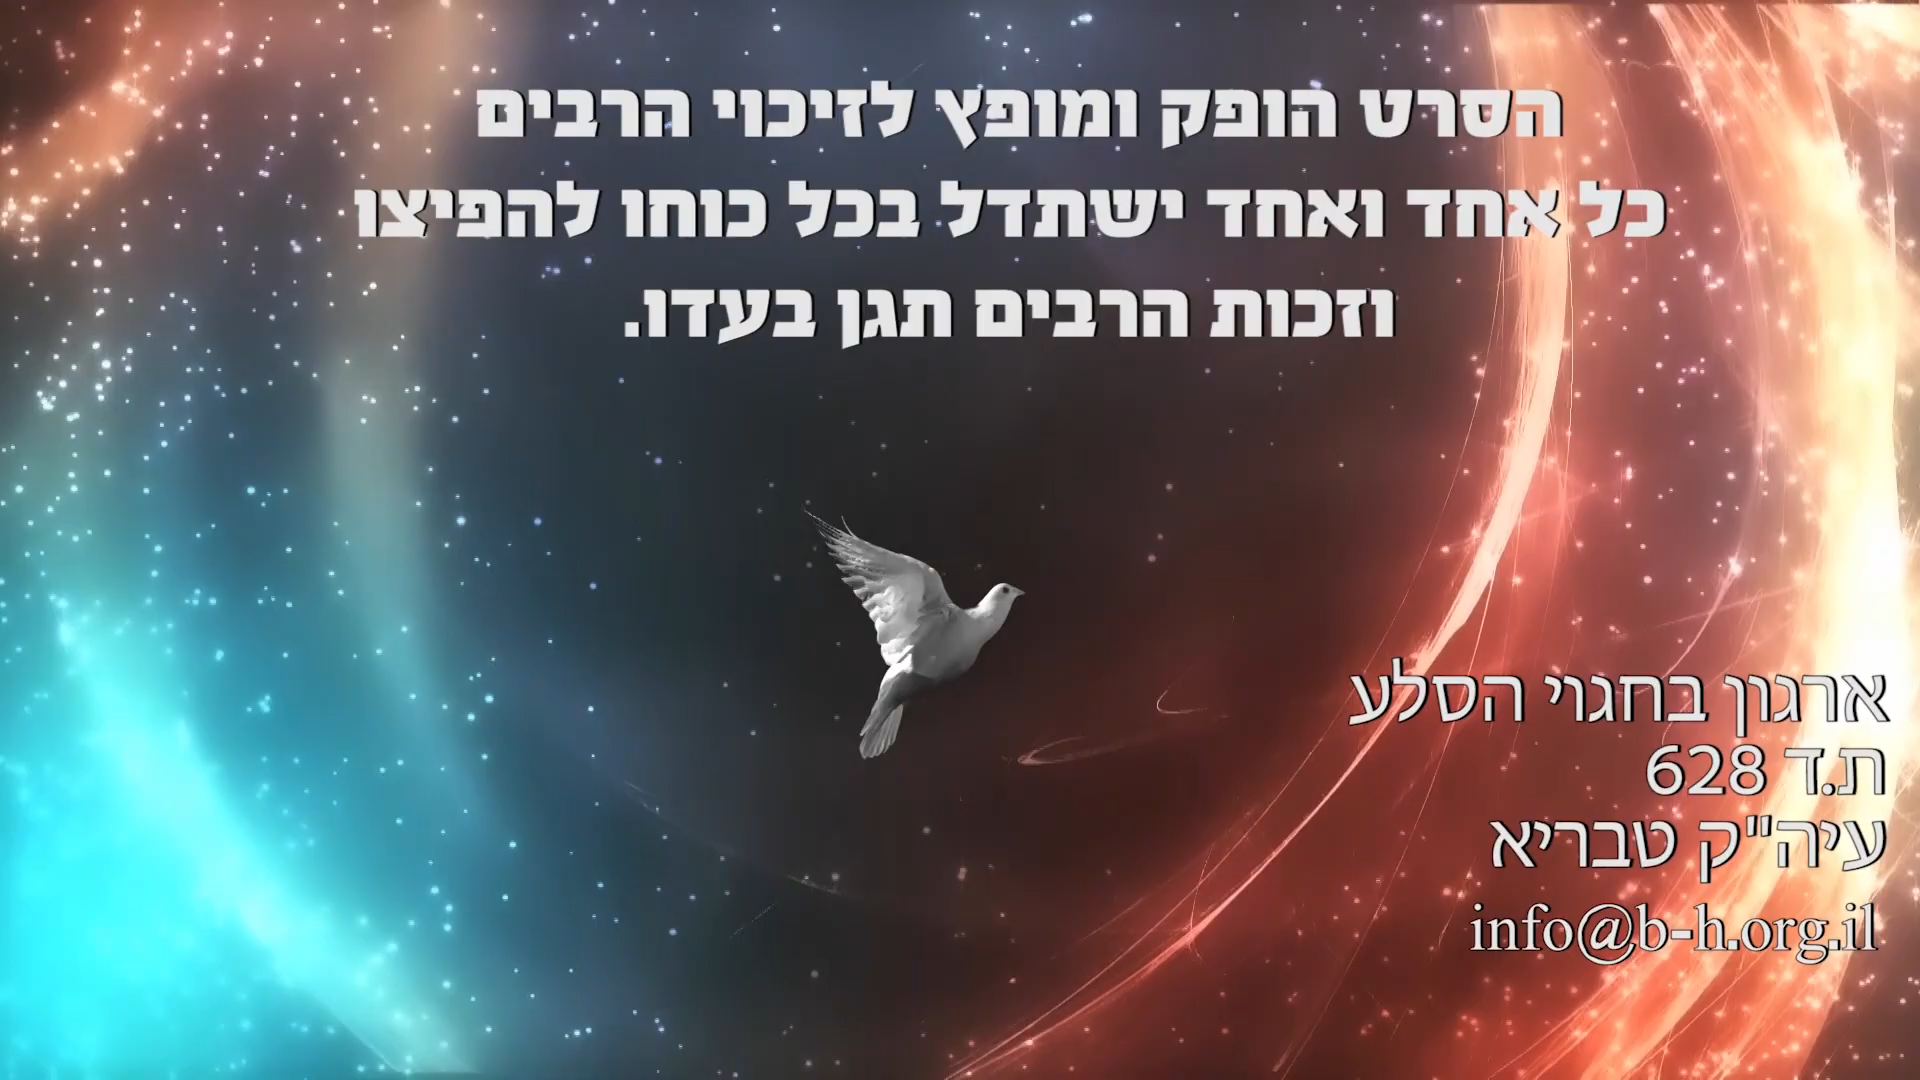 הסרט הופק ומופץ לזיכוי הרבים
כל אחד ואחד ישתדל בכל כוחו להפיצו
וזכות הרבים תגן בעדו.
ארגון בחגוי הסלע
ת.ד 628
עיה"ק טבריא
info@b-h.org.il